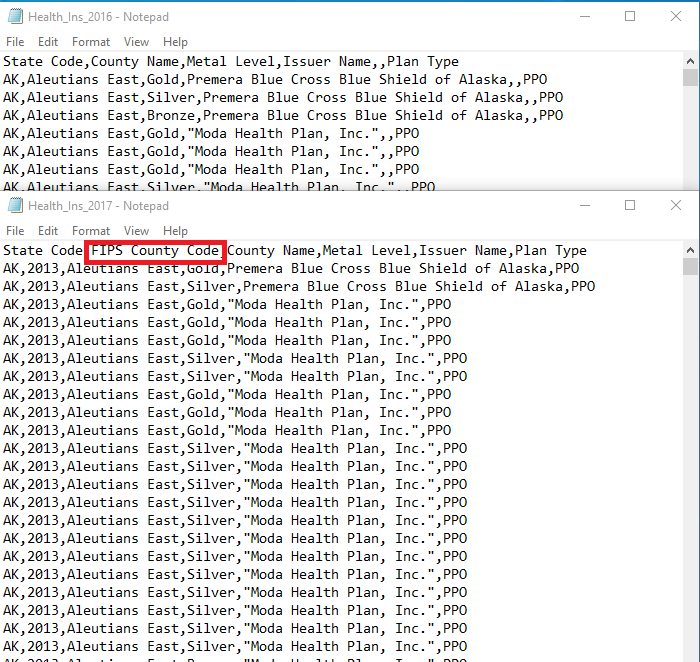 Health_Ins_2016 - Notepad
File Edit Format View Help
State Code,County Name,Metal Level,Issuer Name,,Plan Type
AK,Aleutians East,Gold,Premera Blue Cross Blue Shield of Alaska,,PPO
AK,Aleutians East,Silver,Premera Blue Cross Blue Shield of Alaska,,PPO
AK,Aleutians East,Bronze,Premera Blue Cross Blue Shield of Alaska,,PPO
AK,Aleutians East,Gold,"Moda Health Plan, Inc.",,PPO
AK,Aleutians East,Gold,"Moda Health Plan, Inc.",,PPO
AK,Aleutians East,Gold,"Moda Health Plan, Inc.",,PPO
AK,Aleutians East,Silver,"Moda Health Plan, Inc.",,PPO
Health_Ins_2017 - Notepad
File Edit Format View Help
State Code FIPS County Code,County Name,Metal Level,Issuer Name,Plan Type
AK,2013,Aleutians East,Gold,Premera Blue Cross Blue Shield of Alaska,PPO
AK,2013,Aleutians East,Silver,Premera Blue Cross Blue Shield of Alaska,PPO
AK,2013,Aleutians East,Gold,"Moda Health Plan, Inc.",PPO
AK,2013,Aleutians East,Gold,"Moda Health Plan, Inc.",PPO
AK,2013,Aleutians East,Gold,"Moda Health Plan, Inc.",PPO
AK,2013,Aleutians East,Silver,"Moda Health Plan, Inc.",PPO
AK,2013,Aleutians East,Silver,"Moda Health Plan, Inc.",PPO
AK,2013,Aleutians East,Gold,"Moda Health Plan, Inc.",PPO
AK,2013,Aleutians East,Gold,"Moda Health Plan, Inc.",PPO
AK,2013,Aleutians East,Gold,"Moda Health Plan, Inc.",PPO
AK,2013,Aleutians East,Silver,"Moda Health Plan, Inc.",PPO
AK,2013,Aleutians East,Silver,"Moda Health Plan, Inc.",PPO
AK,2013,Aleutians East,Silver,"Moda Health Plan, Inc.",PPO
AK,2013,Aleutians East,Silver,"Moda Health Plan, Inc.",PPO
AK,2013,Aleutians East,Silver,"Moda Health Plan, Inc.",PPO
AK,2013,Aleutians East,Silver,"Moda Health Plan, Inc.",PPO
AK,2013,Aleutians East,Silver,"Moda Health Plan, Inc.",PPO
AK,2013,Aleutians East,Silver,"Moda Health Plan, Inc.",PPO
AK,2013,Aleutians East,Silver,"Moda Health Plan, Inc.",PPO
AK,2013,Aleutians East,Silver,"Moda Health Plan, Inc.",PPO
AK,2013,Aleutians East,Silver,"Moda Health Plan, Inc.",PPO
AK,2013,Aleutians East,Silver,"Moda Health Plan, Inc.",PPO